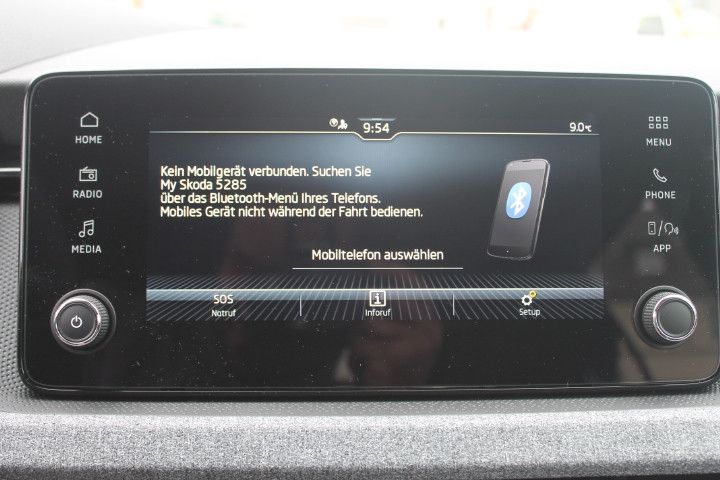 9:54
9.0°C
HOME
RADIO
MEDIA
Kein Mobilgerät verbunden. Suchen Sie
My Skoda 5285
über das Bluetooth-Menü Ihres Telefons.
Mobiles Gerät nicht während der Fahrt bedienen.
Mobiltelefon auswählen
SOS
Notruf
Inforuf
Setup
MENU
PHONE
APP